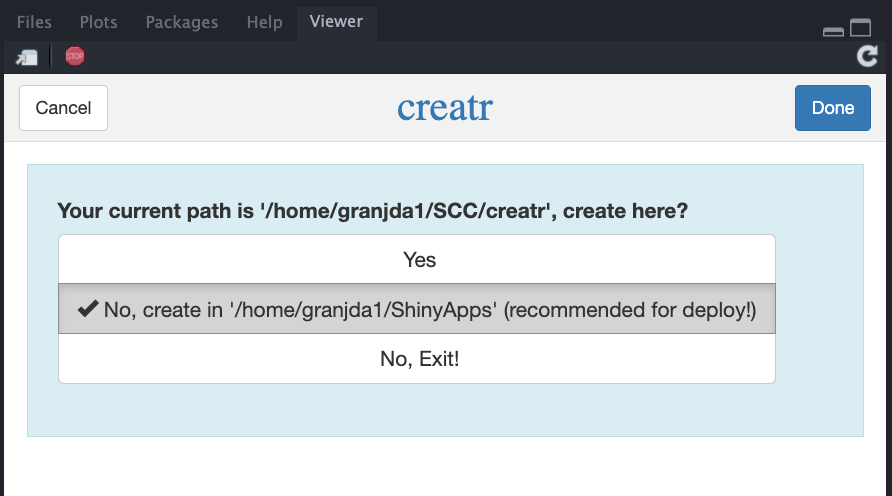 Files Plots Packages Help Viewer
STOP
Cancel creatr Done
Your current path is '/home/granjda1/SCC/creatr', create here?
Yes
No, create in '/home/granjda1/ShinyApps' (recommended for deploy!)
No, Exit!